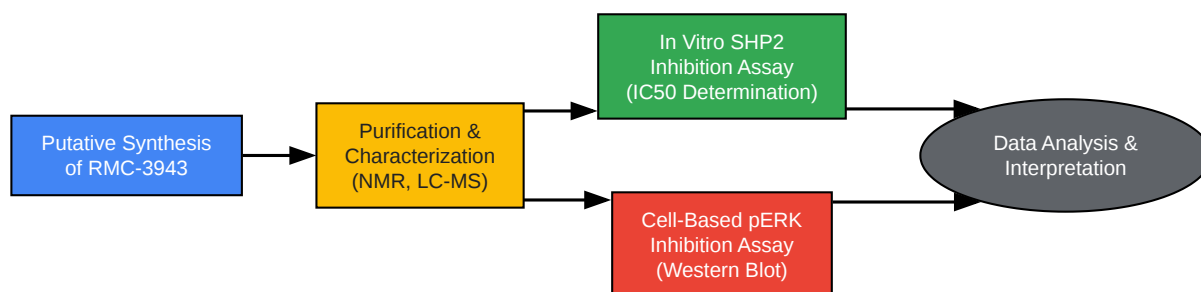 Putative Synthesis
of RMC-3943
Purification &
Characterization
(NMR, LC-MS)
In Vitro SHP2
Inhibition Assay
(IC50 Determination)
Cell-Based pERK
Inhibition Assay
(Western Blot)
Data Analysis &
Interpretation